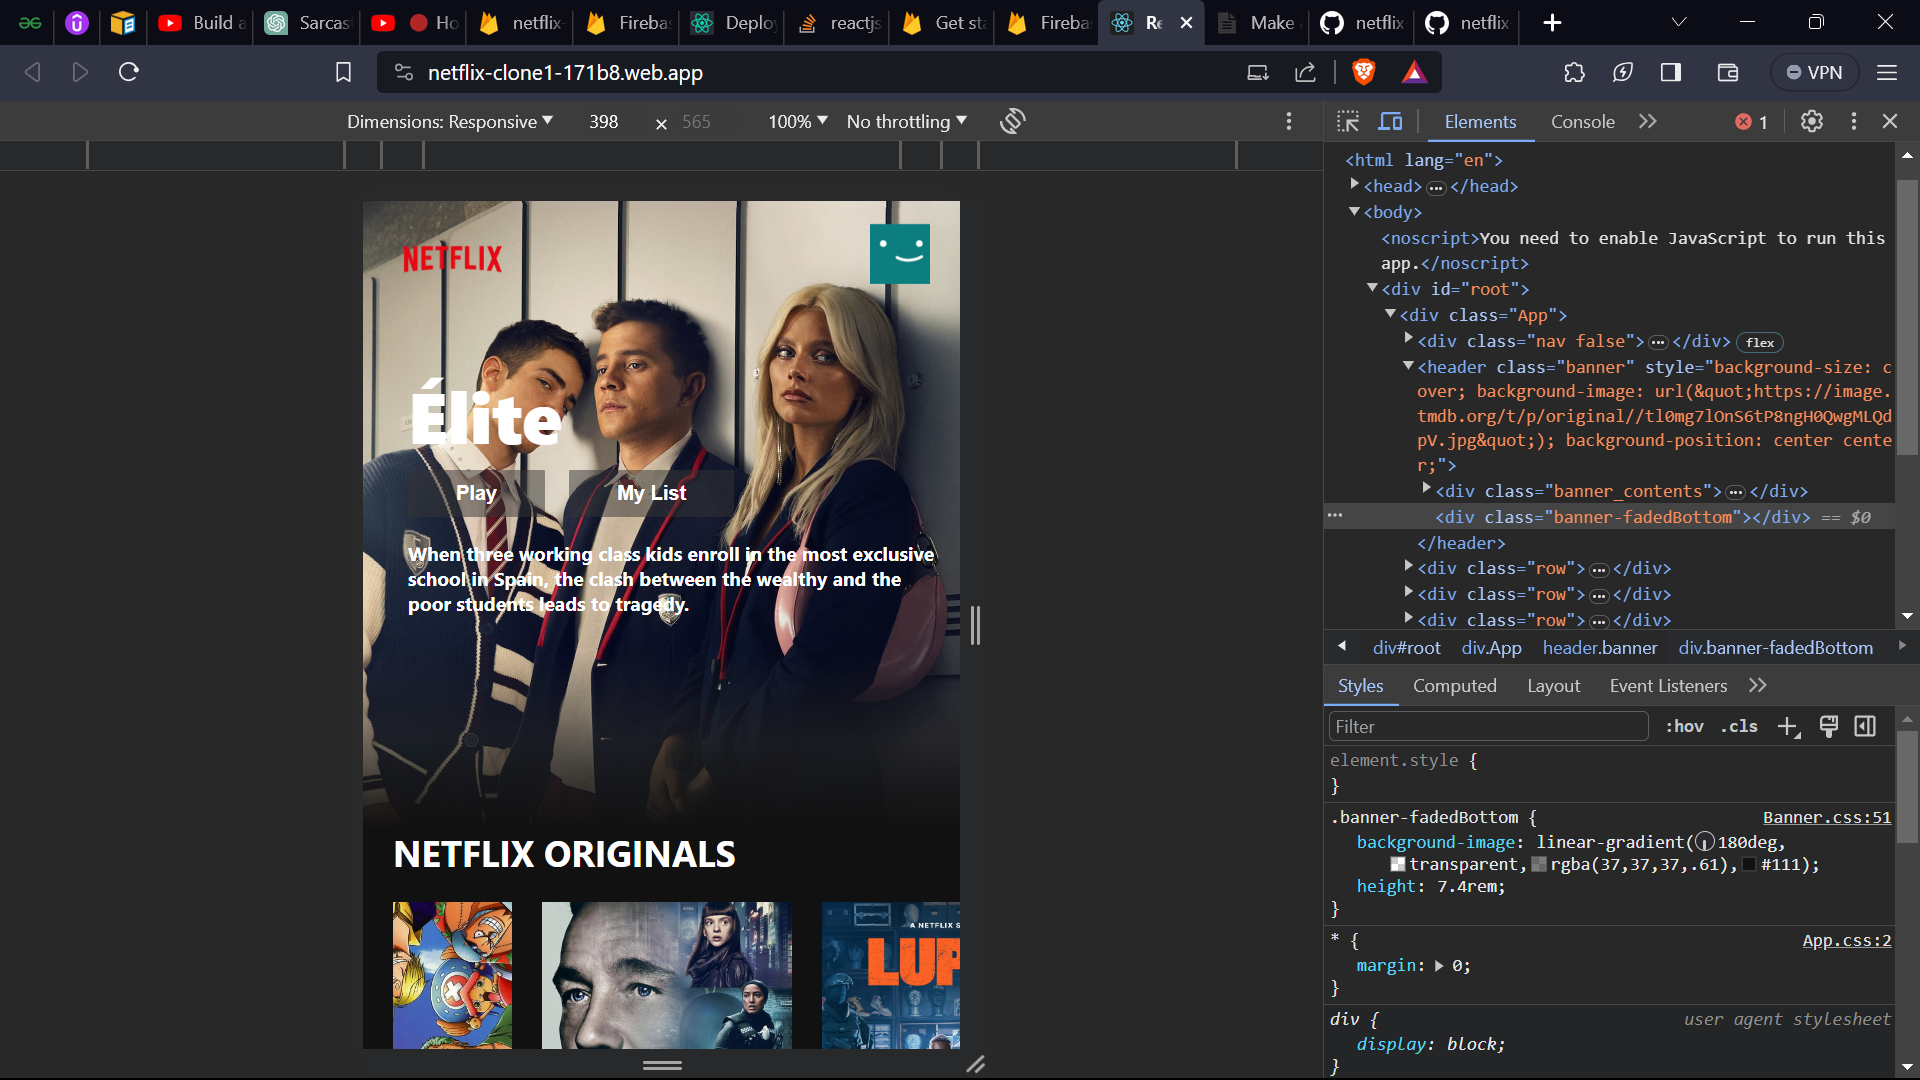 Build a
Sarcas
Ho
netflix-
Fireba
Deplo
reactjs
Get sta
Fireba
Re
Make
netflix
netflix
netflix-clone1-171b8.web.app
VPN
Dimensions: Responsive 398 × 565 100% No throttling
Elements Console 1
<html lang="en">
<head> … </head>
<body>
<noscript>You need to enable JavaScript to run this
app.</noscript>
<div id="root">
<div class="App">
<div class="nav false"> … </div> flex
<header class="banner" style="background-size: c
over; background-image: url(&quot;https://image.
tmdb.org/t/p/original//tl0mg7lOnS6tP8ngH0QwgMLQd
pV.jpg&quot;); background-position: center cente
r;">
<div class="banner_contents"> … </div>
<div class="banner-fadedBottom"></div> == $0
</header>
<div class="row"> … </div>
<div class="row"> … </div>
<div class="row"> … </div>
div#root div.App header.banner div.banner-fadedBottom
Styles Computed Layout Event Listeners
Filter :hov .cls
element.style {
}
.banner-fadedBottom { Banner.css:51
background-image: linear-gradient(180deg,
transparent, rgba(37,37,37,.61), #111);
height: 7.4rem;
}
* { App.css:2
margin: 0;
}
div { user agent stylesheet
display: block;
}
NETFLIX
Élite
Play My List
When three working class kids enroll in the most exclusive
school in Spain, the clash between the wealthy and the
poor students leads to tragedy.
NETFLIX ORIGINALS
A NETFLIX S
LUP